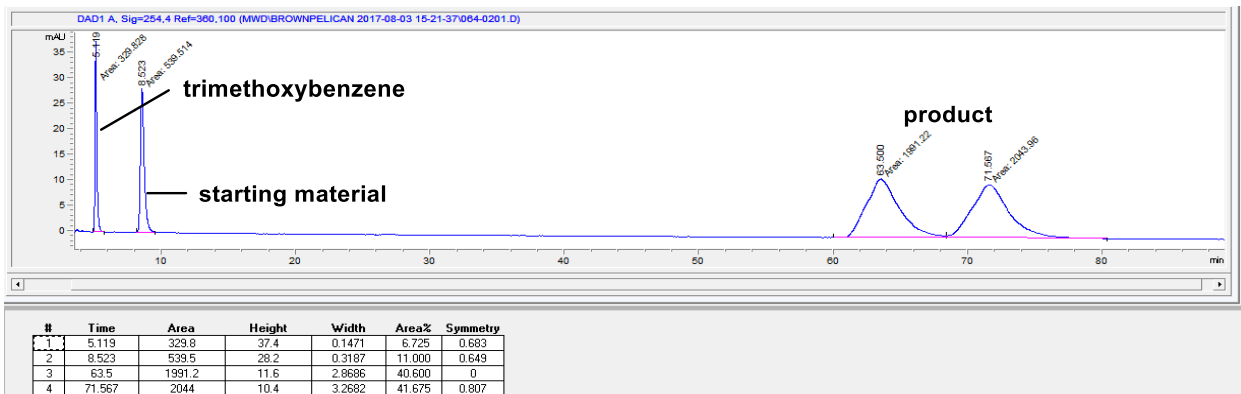 DAD1 A, Sig=254,4 Ref=360,100 (MWD\BROWNPELICAN 2017-08-03 15-21-37\064-0201.D)
mAU
35
30
25
20
15
10
5
0
5.119
Area: 329.828
8.523
Area: 539.514
trimethoxybenzene
starting material
product
63.500
Area: 1991.22
71.567
Area: 2043.96
10 20 30 40 50 60 70 80 min
# Time Area Height Width Area% Symmetry
1 5.119 329.8 37.4 0.1471 6.725 0.683
2 8.523 539.5 28.2 0.3187 11.000 0.649
3 63.5 1991.2 11.6 2.8686 40.600 0
4 71.567 2044 10.4 3.2682 41.675 0.807